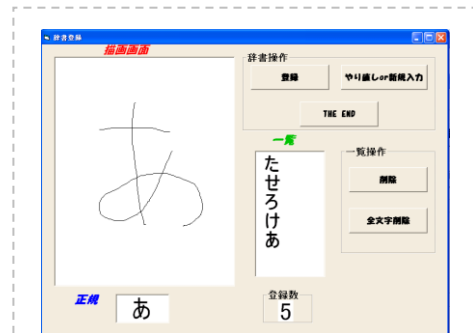 辞書登録
描画画面
あ
正規
あ
辞書操作
登録
やり直しor新規入力
THE END
一覧
た
せ
ろ
け
あ
一覧操作
削除
全文字削除
登録数
5